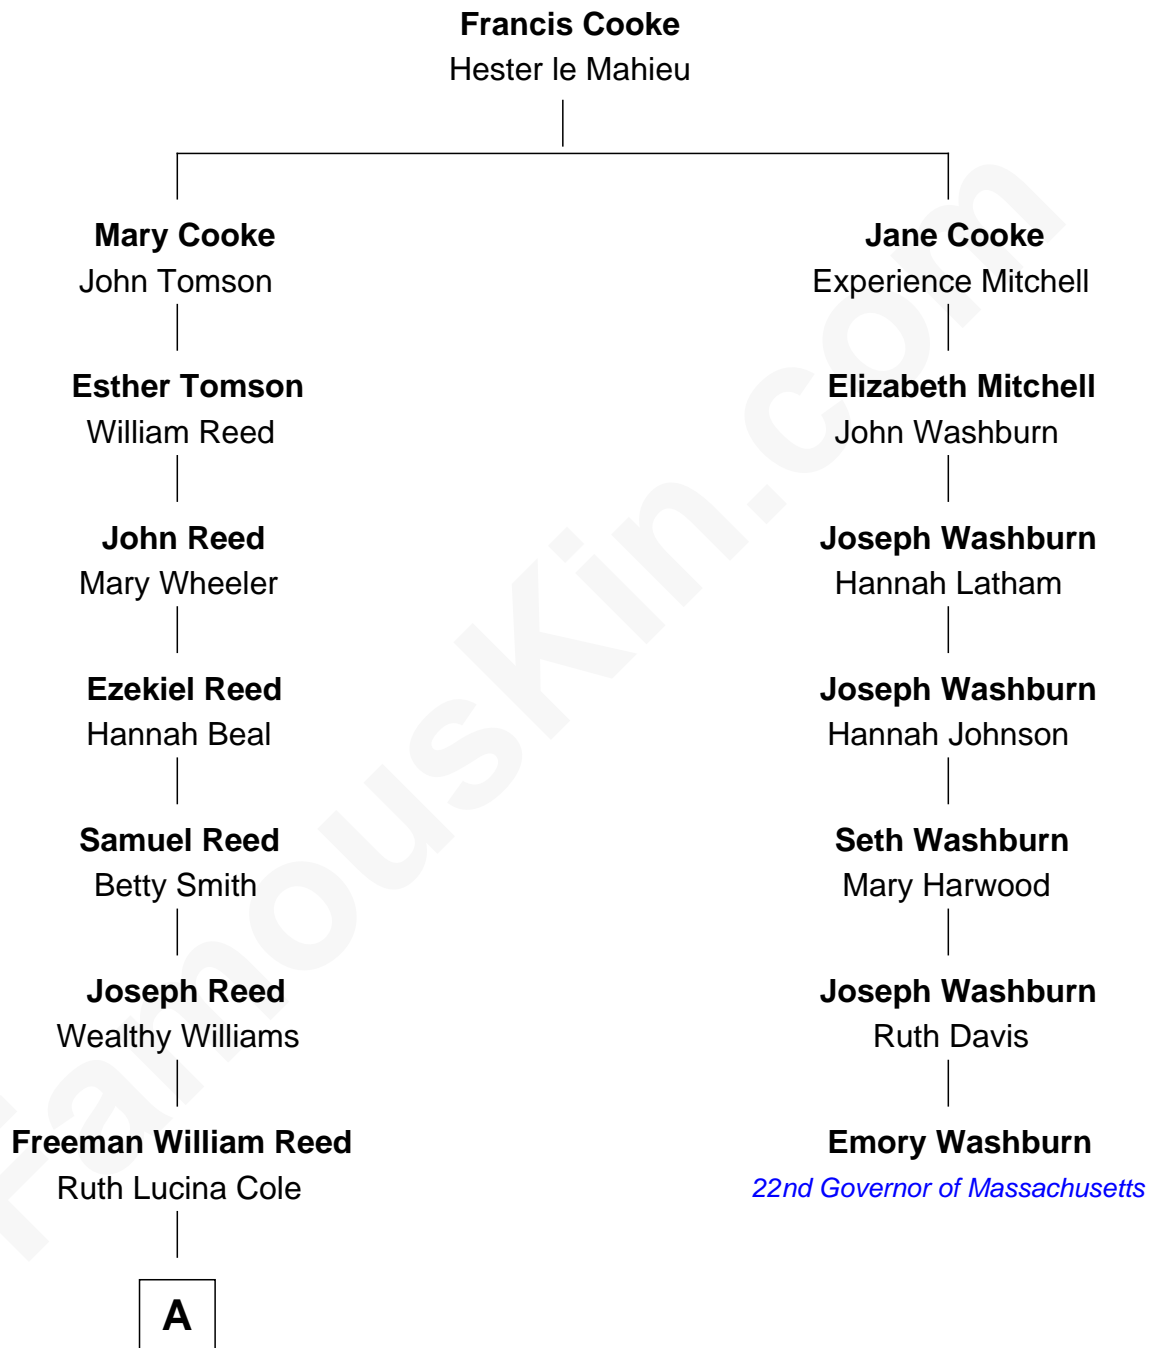 Francis Cooke
Hester le Mahieu
Mary Cooke
John Tomson
Jane Cooke
Experience Mitchell
Esther Tomson
William Reed
Elizabeth Mitchell
John Washburn
John Reed
Mary Wheeler
Joseph Washburn
Hannah Latham
Ezekiel Reed
Hannah Beal
Joseph Washburn
Hannah Johnson
Samuel Reed
Betty Smith
Seth Washburn
Mary Harwood
Joseph Reed
Wealthy Williams
Joseph Washburn
Ruth Davis
Freeman William Reed
Ruth Lucina Cole
Emory Washburn
22nd Governor of Massachusetts
A
FamousKin.com